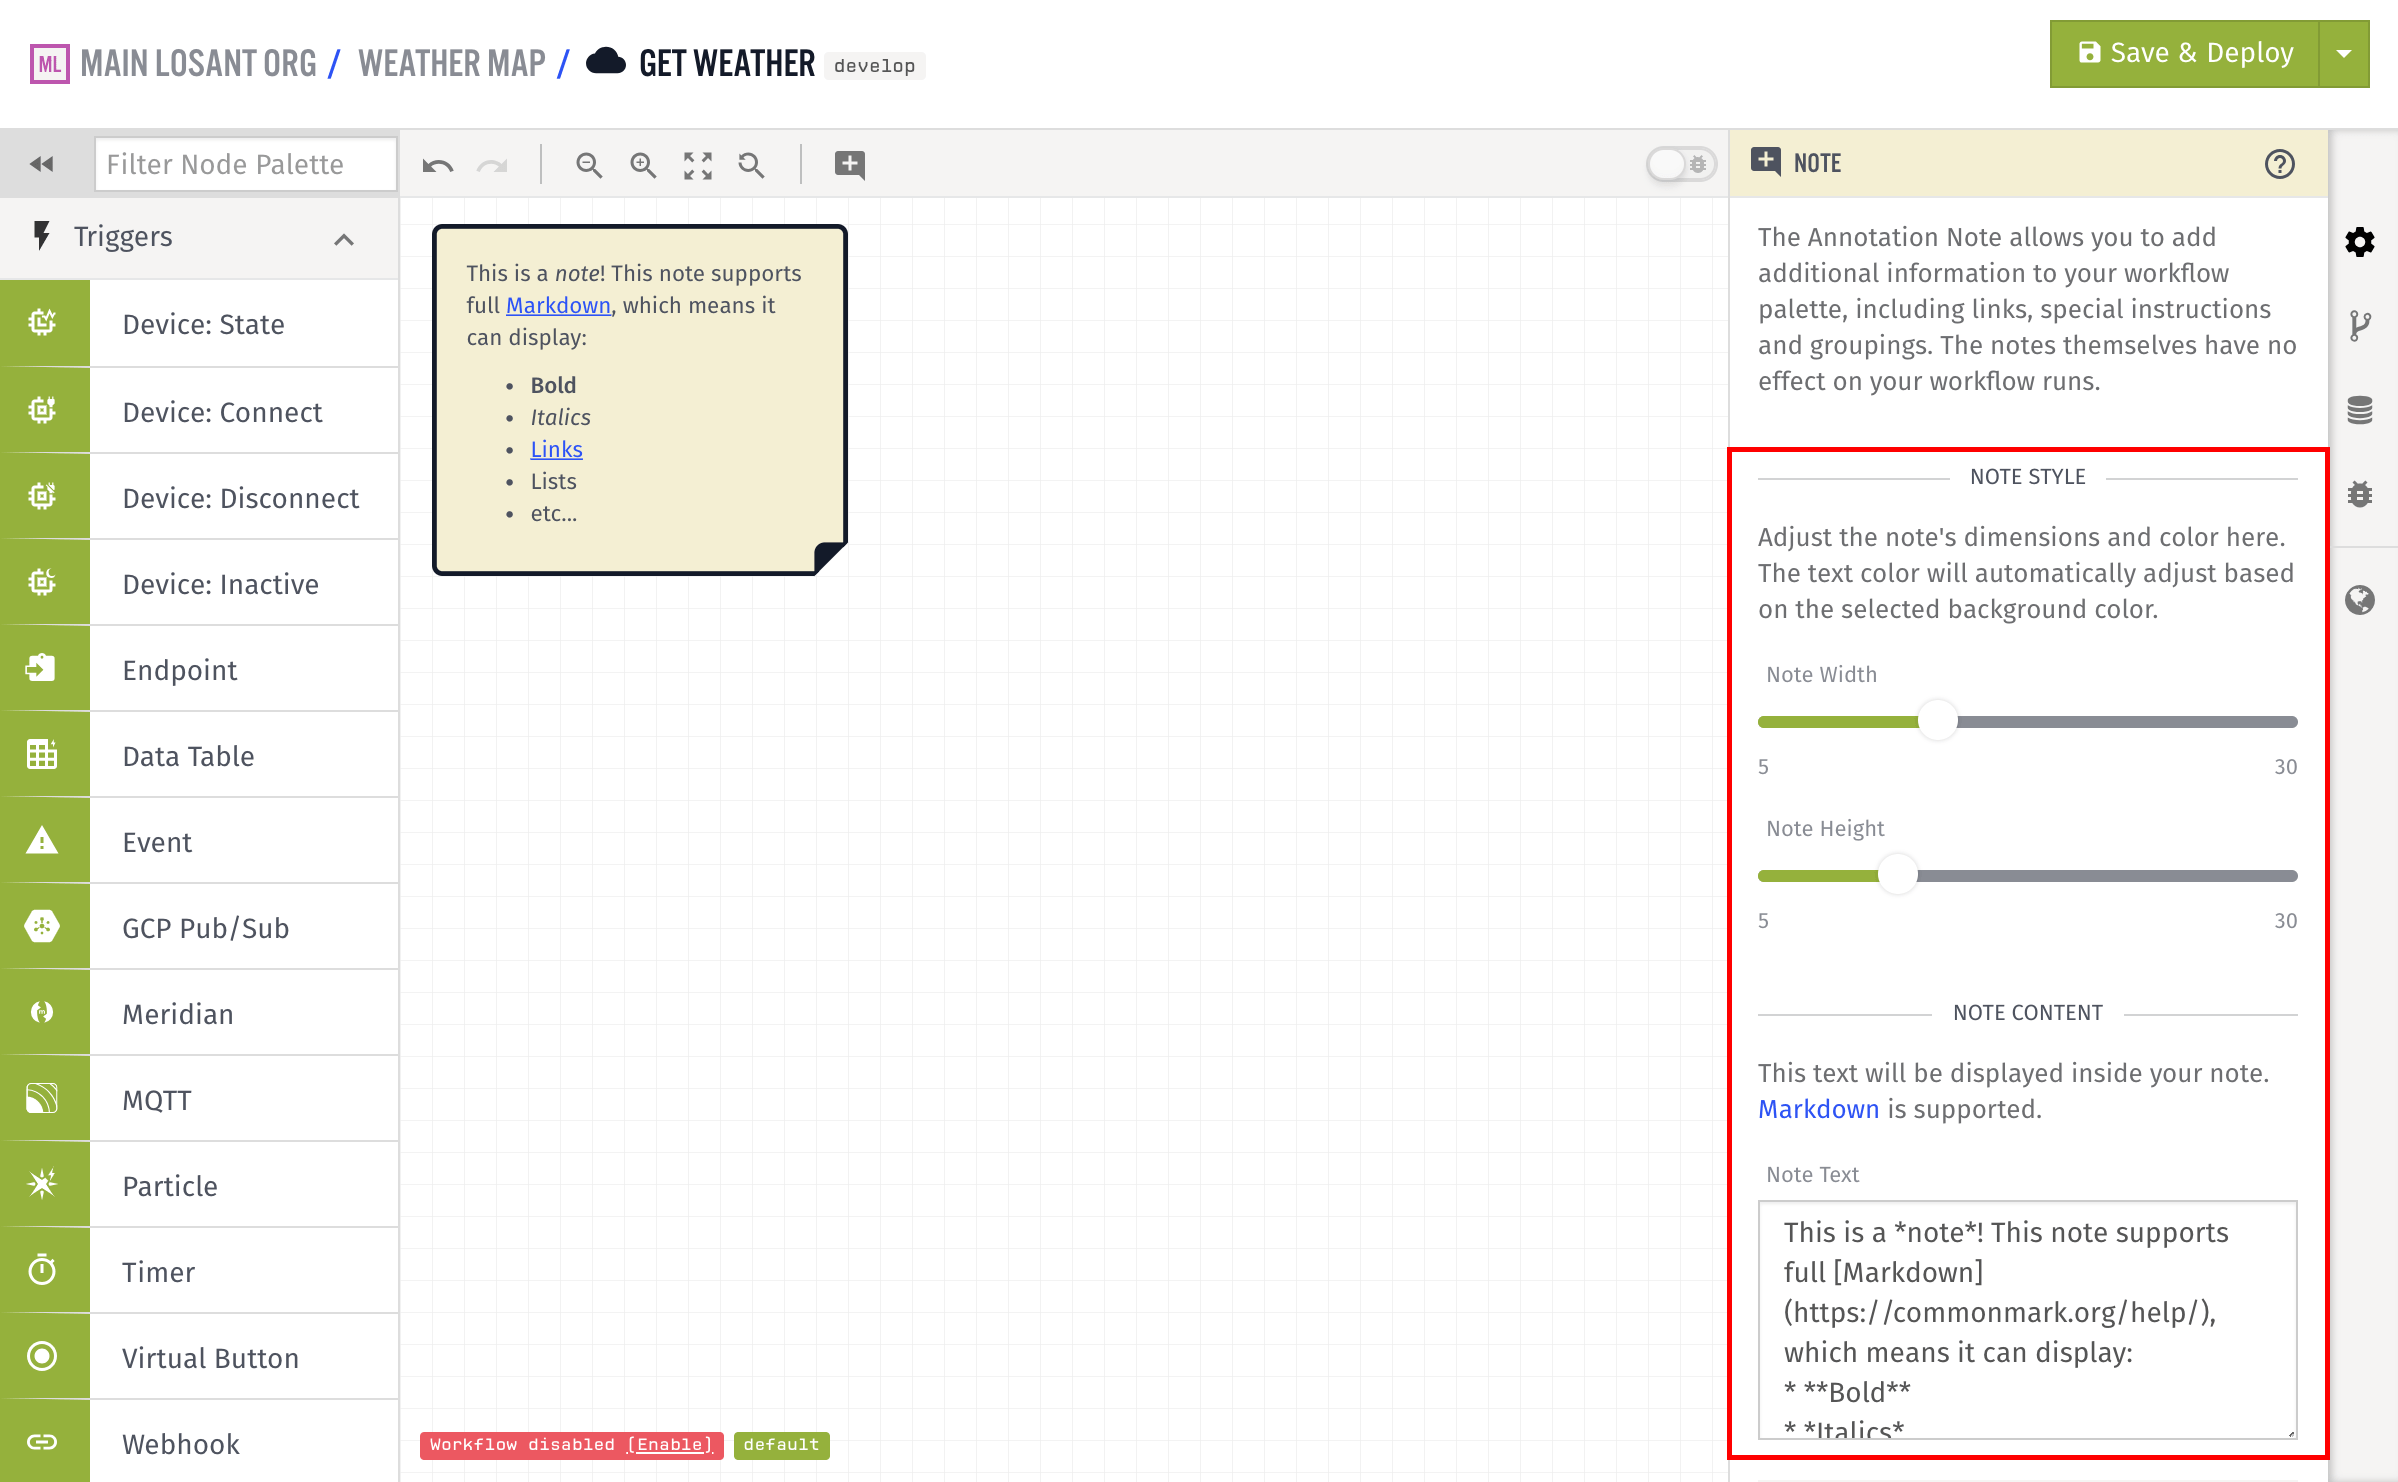 ML MAIN LOSANT ORG / WEATHER MAP / GET WEATHER develop
Save & Deploy
Filter Node Palette
Triggers
Device: State
Device: Connect
Device: Disconnect
Device: Inactive
Endpoint
Data Table
Event
GCP Pub/Sub
Meridian
MQTT
Particle
Timer
Virtual Button
Webhook
This is a note! This note supports
full Markdown, which means it
can display:
• Bold
• Italics
• Links
• Lists
• etc...
Workflow disabled (Enable) default
NOTE
The Annotation Note allows you to add
additional information to your workflow
palette, including links, special instructions
and groupings. The notes themselves have no
effect on your workflow runs.
NOTE STYLE
Adjust the note's dimensions and color here.
The text color will automatically adjust based
on the selected background color.
Note Width
5 30
Note Height
5 30
NOTE CONTENT
This text will be displayed inside your note.
Markdown is supported.
Note Text
This is a *note*! This note supports
full [Markdown]
(https://commonmark.org/help/),
which means it can display:
* **Bold**
* *Italics*